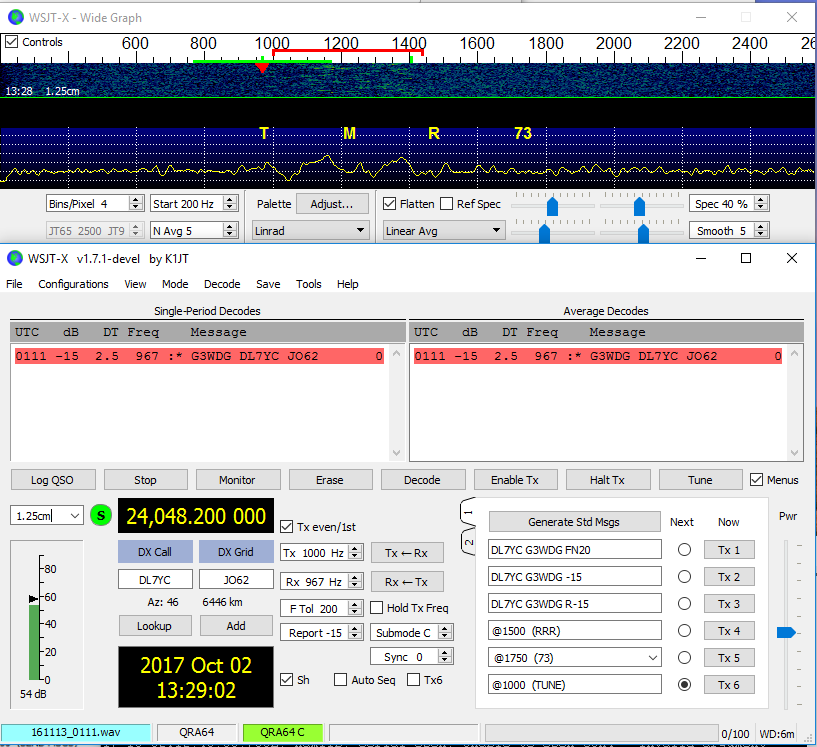 WSJT-X - Wide Graph
Controls
600 800 1000 1200 1400 1600 1800 2000 2200 2400 26
13:28 1.25cm
T M R 73
Bins/Pixel 4 Start 200 Hz Palette Adjust... Flatten Ref Spec Spec 40 %
JT65 2500 JT9 N Avg 5 Linrad Linear Avg Smooth 5
WSJT-X v1.7.1-devel by K1JT
File Configurations View Mode Decode Save Tools Help
Single-Period Decodes Average Decodes
UTC dB DT Freq Message UTC dB DT Freq Message
0111 -15 2.5 967 :* G3WDG DL7YC JO62 0 0111 -15 2.5 967 :* G3WDG DL7YC JO62 0
Log QSO Stop Monitor Erase Decode Enable Tx Halt Tx Tune Menus
1.25cm S 24,048.200 000 Tx even/1st
1
2
Generate Std Msgs Next Now Pwr
DX Call DX Grid Tx 1000 Hz Tx ← Rx DL7YC G3WDG FN20 Tx 1
DL7YC JO62 Rx 967 Hz Rx ← Tx DL7YC G3WDG -15 Tx 2
Az: 46 6446 km F Tol 200 Hold Tx Freq DL7YC G3WDG R-15 Tx 3
Lookup Add Report -15 Submode C @1500 (RRR) Tx 4
Sync 0 @1750 (73) Tx 5
2017 Oct 02 Sh Auto Seq Tx6 @1000 (TUNE) Tx 6
13:29:02
80
60
40
20
0
54 dB
161113_0111.wav QRA64 QRA64 C 0/100 WD:6m